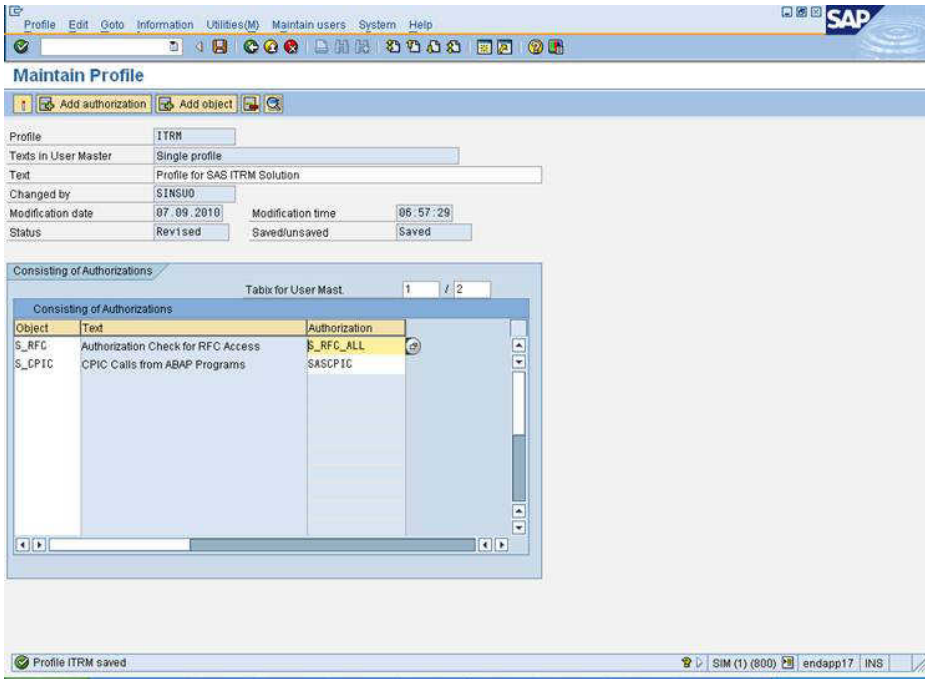 Profile Edit Goto Information Utilities(M) Maintain users System Help
SAP
Maintain Profile
Add authorization Add object
Profile ITRM
Texts in User Master Single profile
Text Profile for SAS ITRM Solution
Changed by SINSUO
Modification date 07.09.2010 Modification time 06:57:29
Status Revised Saved/unsaved Saved
Consisting of Authorizations
Tabix for User Mast. 1 / 2
Consisting of Authorizations
Object Text Authorization
S_RFC Authorization Check for RFC Access S_RFC_ALL
S_CPIC CPIC Calls from ABAP Programs SASCPIC
Profile ITRM saved SIM (1) (800) endapp17 INS